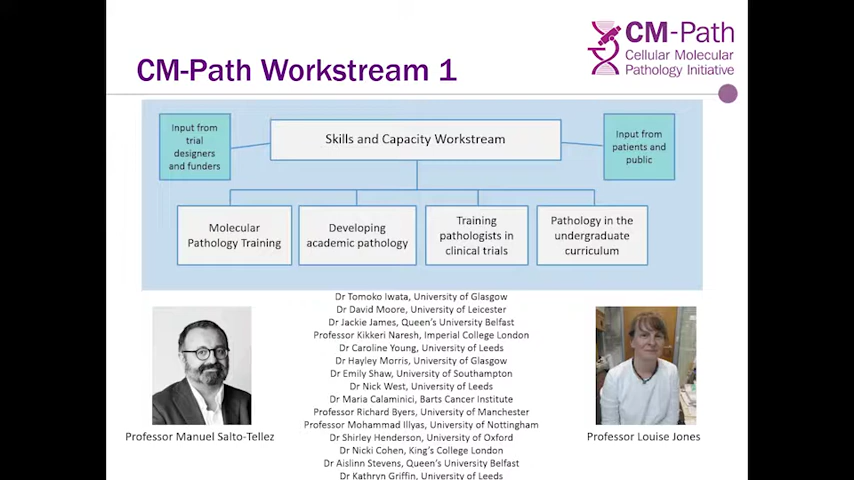 CM-Path
Cellular Molecular
Pathology Initiative
CM-Path Workstream 1
Input from
trial
designers
and funders
Skills and Capacity Workstream
Input from
patients and
public
Molecular
Pathology Training
Developing
academic pathology
Training
pathologists in
clinical trials
Pathology in the
undergraduate
curriculum
Dr Tomoko Iwata, University of Glasgow
Dr David Moore, University of Leicester
Dr Jackie James, Queen's University Belfast
Professor Kikkeri Naresh, Imperial College London
Dr Caroline Young, University of Leeds
Dr Hayley Morris, University of Glasgow
Dr Emily Shaw, University of Southampton
Dr Nick West, University of Leeds
Dr Maria Calaminici, Barts Cancer Institute
Professor Richard Byers, University of Manchester
Professor Mohammad Illyas, University of Nottingham
Dr Shirley Henderson, University of Oxford
Dr Nicki Cohen, King's College London
Dr Aislinn Stevens, Queen's University Belfast
Dr Kathryn Griffin, University of Leeds
Professor Manuel Salto-Tellez
Professor Louise Jones